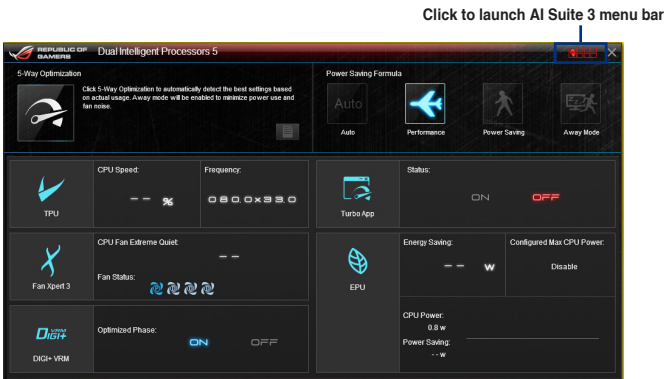 Click to launch AI Suite 3 menu bar
REPUBLIC OF
GAMERS
Dual Intelligent Processors 5
5-Way Optimization
Click 5-Way Optimization to automatically detect the best settings based
on actual usage. Away mode will be enabled to minimize power use and
fan noise.
Power Saving Formula
Auto
Auto
Performance
Power Saving
Away Mode
TPU
CPU Speed:
-- %
Frequency:
080.0x33.0
Turbo App
Status:
ON OFF
Fan Xpert 3
CPU Fan Extreme Quiet:
--
Fan Status:
EPU
Energy Saving:
-- w
Configured Max CPU Power:
Disable
CPU Power:
0.8 w
Power Saving:
-- w
DIGI+ VRM
DIGI+ VRM
Optimized Phase:
ON OFF